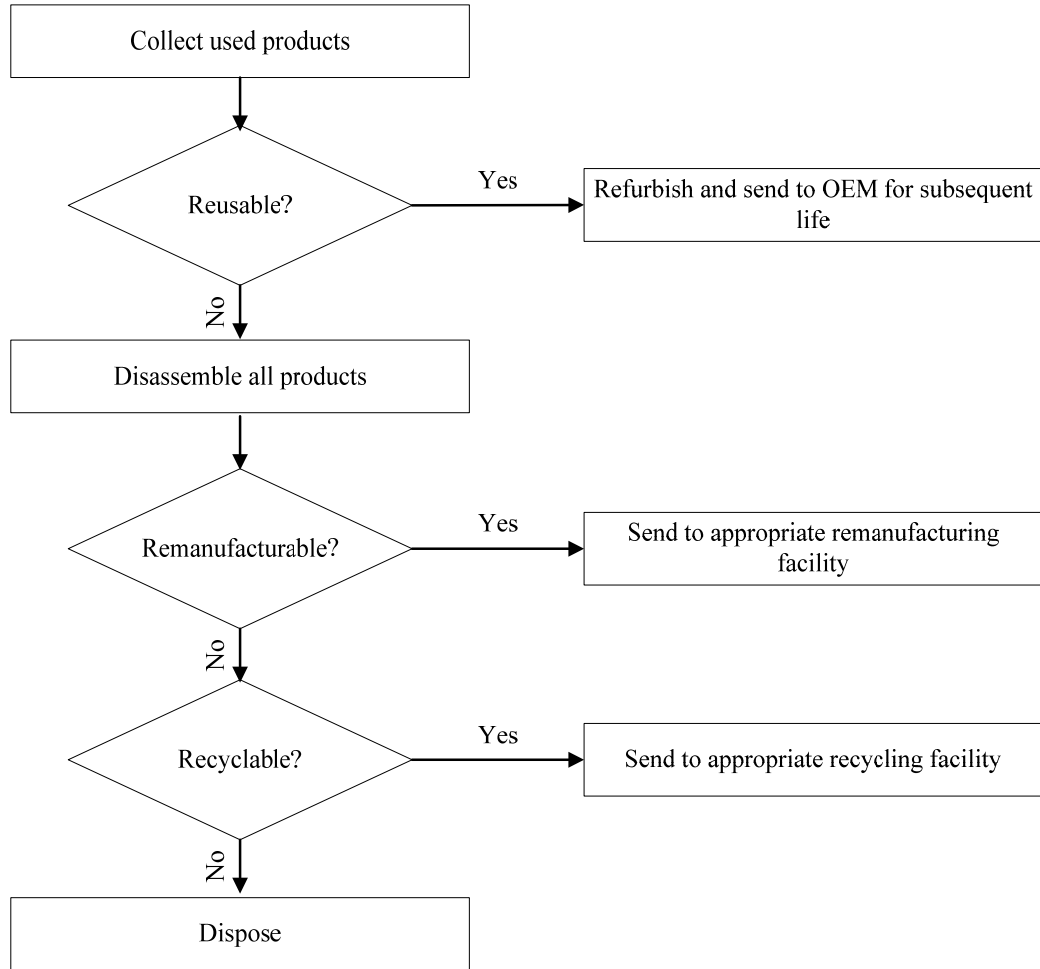 Collect used products
Reusable?
Yes
Refurbish and send to OEM for subsequent
life
No
Disassemble all products
Remanufacturable?
Yes
Send to appropriate remanufacturing
facility
No
Recyclable?
Yes
Send to appropriate recycling facility
No
Dispose